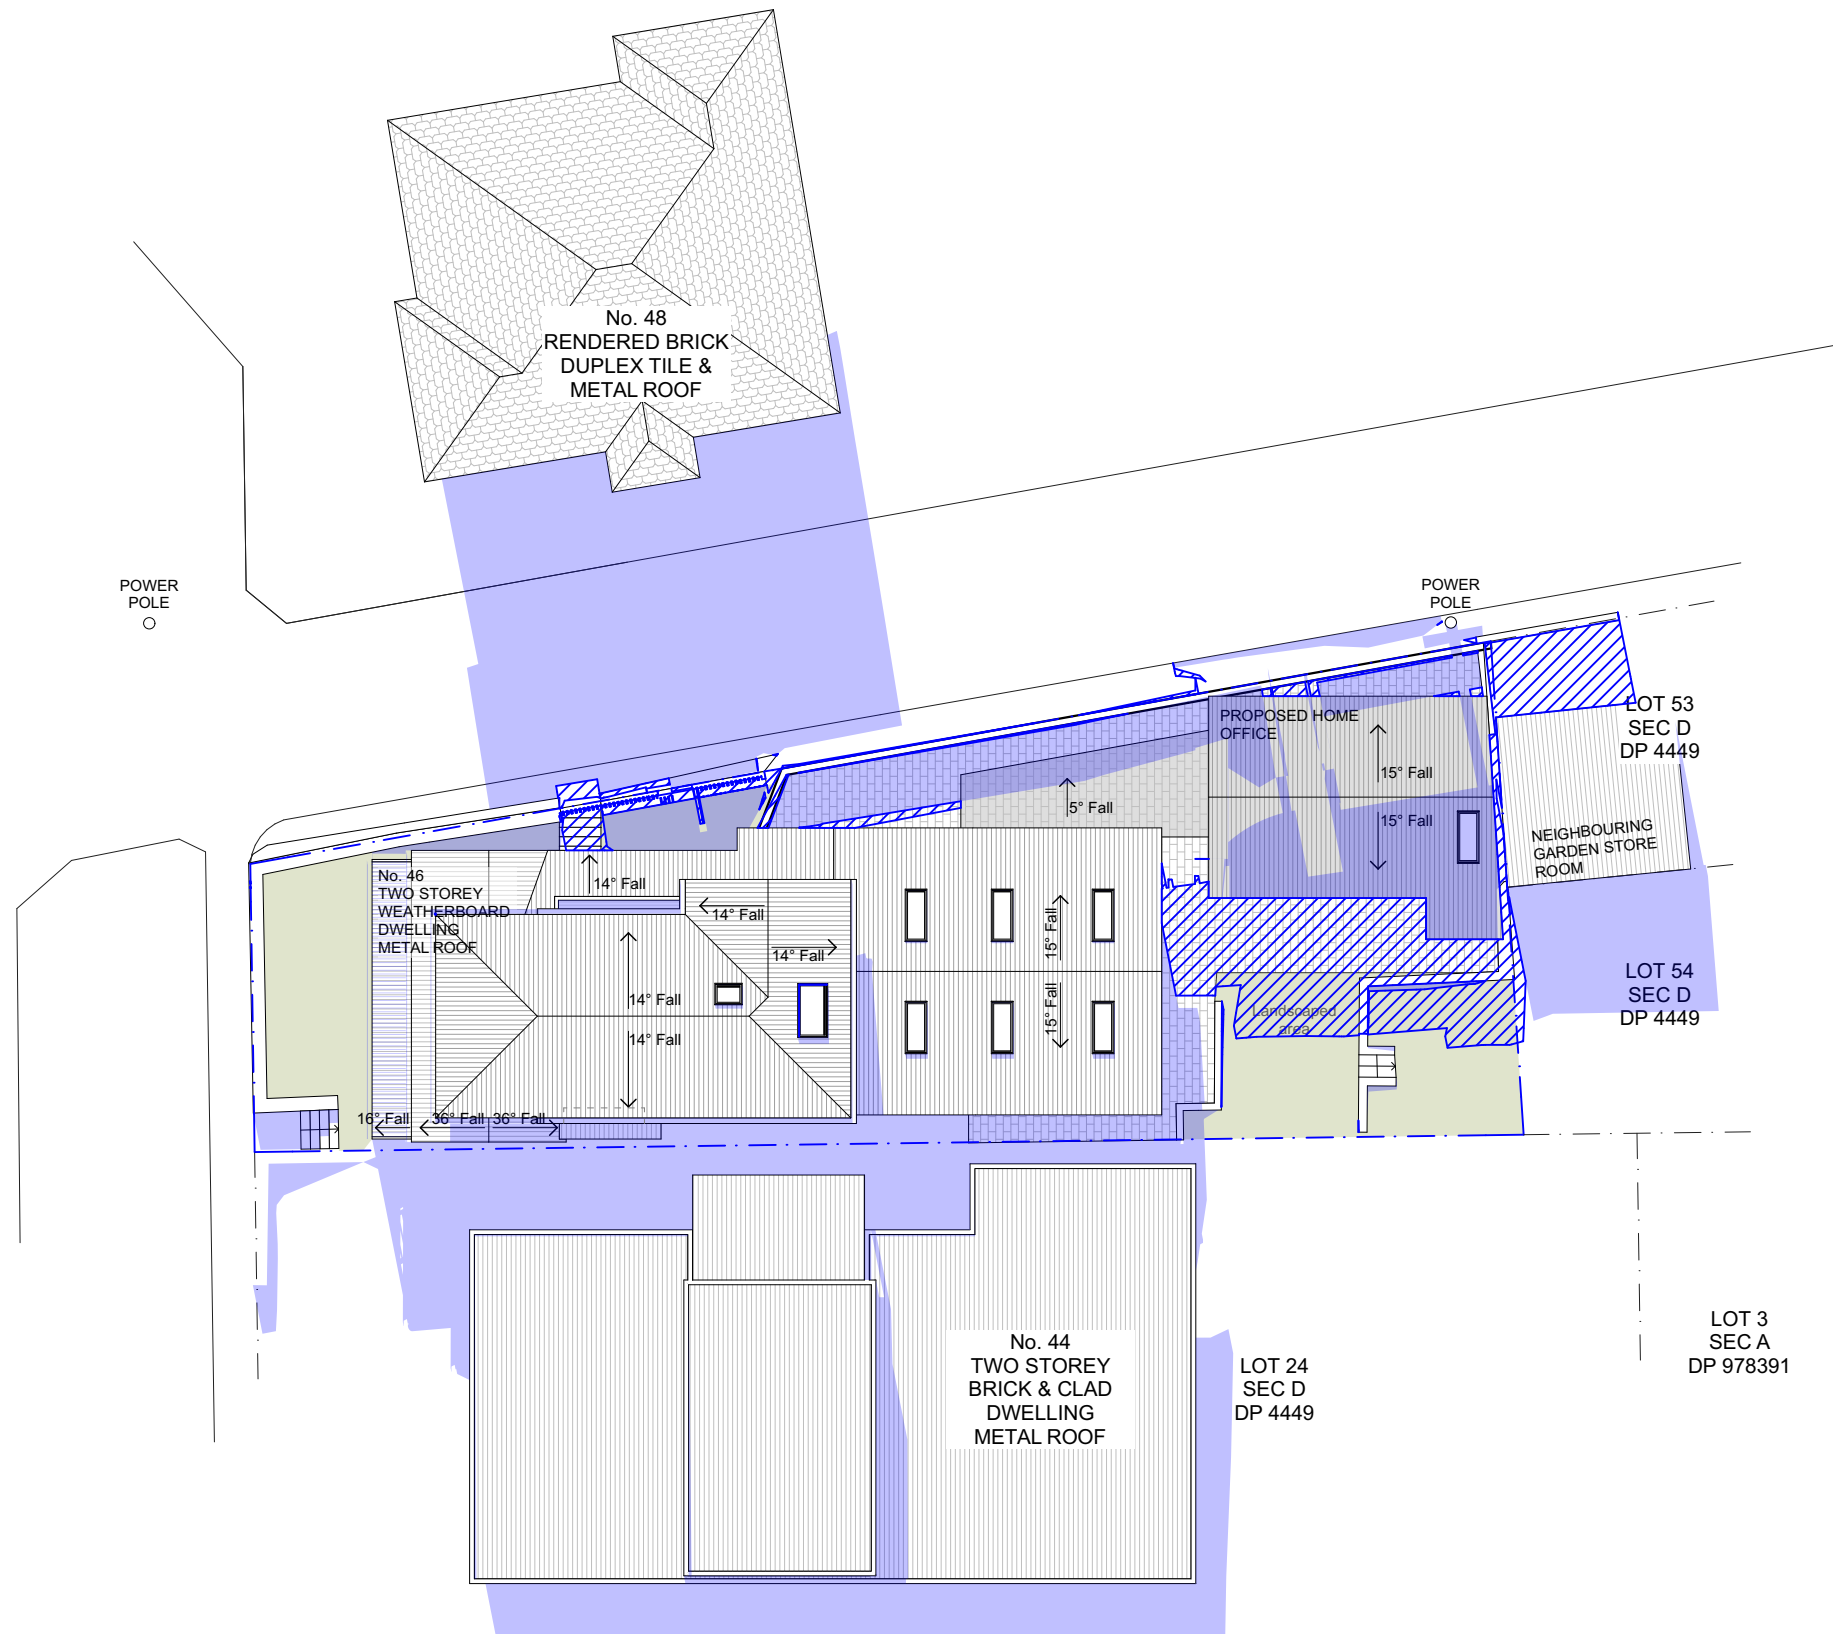 No. 48
RENDERED BRICK
DUPLEX TILE &
METAL ROOF
POWER
POLE
POWER
POLE
LOT 53
SEC D
DP 4449
PROPOSED HOME
OFFICE
15° Fall
5° Fall
15° Fall
NEIGHBOURING
GARDEN STORE
ROOM
No. 46
TWO STOREY
WEATHERBOARD
DWELLING
METAL ROOF
14° Fall
14° Fall
14° Fall
15° Fall
14° Fall
14° Fall
15° Fall
Landscaped
area
LOT 54
SEC D
DP 4449
16° Fall
36° Fall
36° Fall
No. 44
TWO STOREY
BRICK & CLAD
DWELLING
METAL ROOF
LOT 24
SEC D
DP 4449
LOT 3
SEC A
DP 978391